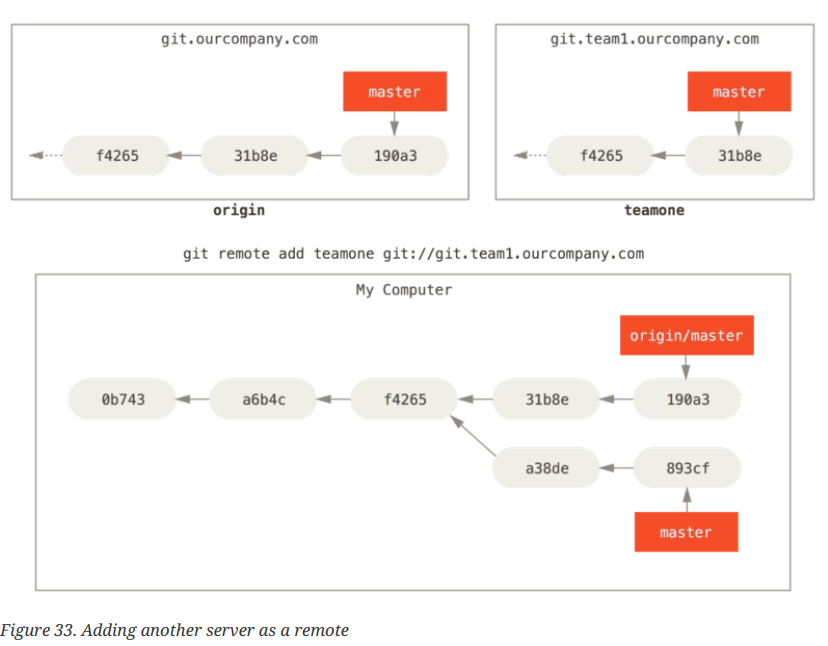 git.ourcompany.com
master
f4265
31b8e
190a3
origin
git.team1.ourcompany.com
master
f4265
31b8e
teamone
git remote add teamone git://git.team1.ourcompany.com
My Computer
origin/master
0b743
a6b4c
f4265
31b8e
190a3
a38de
893cf
master
Figure 33. Adding another server as a remote